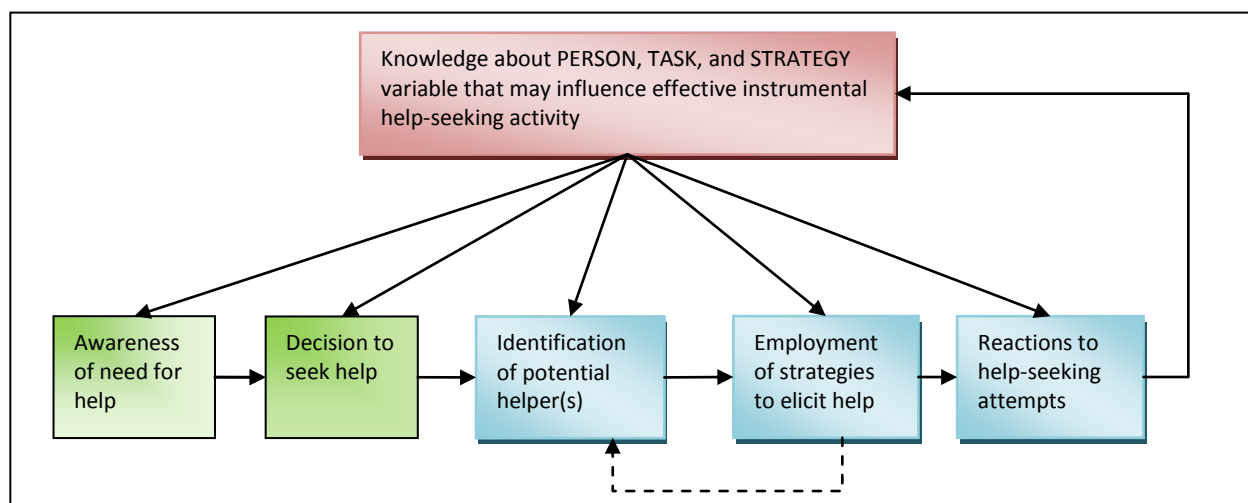 Knowledge about PERSON, TASK, and STRATEGY
variable that may influence effective instrumental
help-seeking activity
Awareness
of need for
help
Decision to
seek help
Identification
of potential
helper(s)
Employment
of strategies
to elicit help
Reactions to
help-seeking
attempts